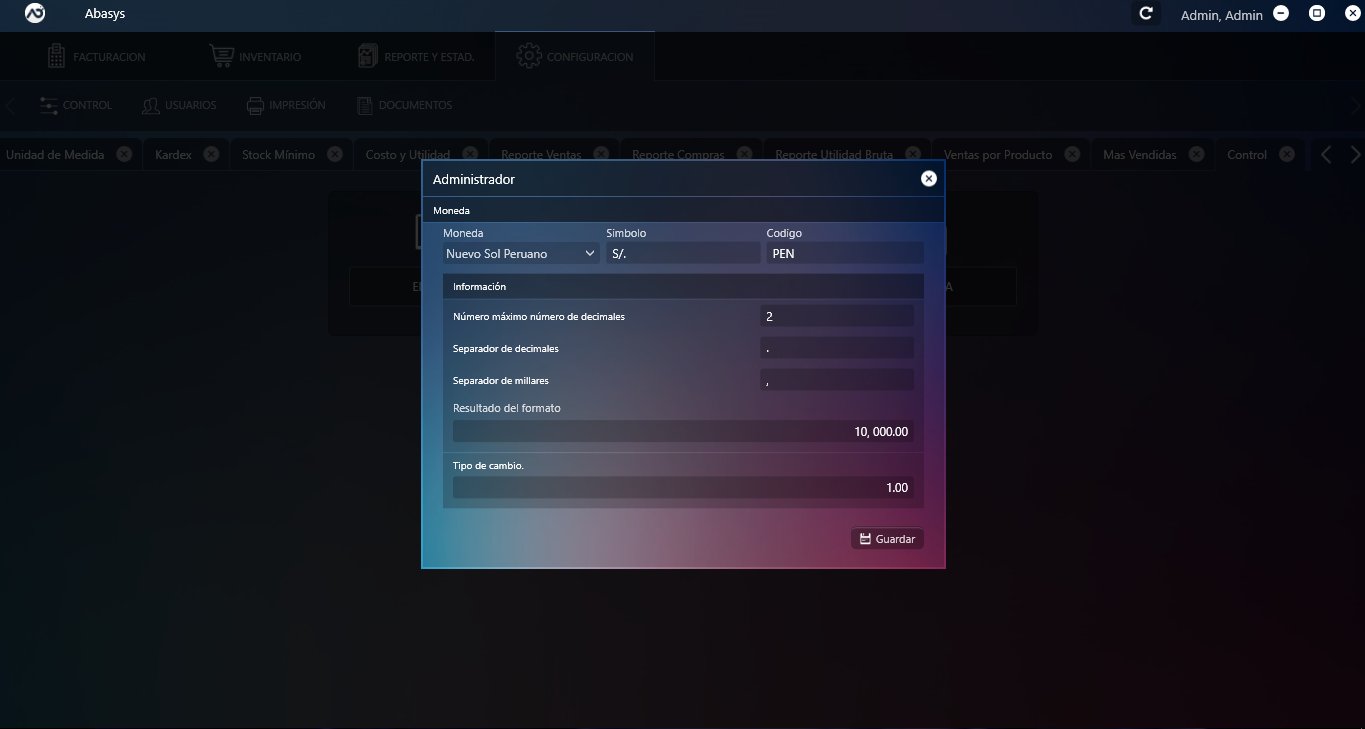 Abasys
Admin, Admin
FACTURACION INVENTARIO REPORTE Y ESTAD. CONFIGURACION
CONTROL USUARIOS IMPRESIÓN DOCUMENTOS
Unidad de Medida Kardex Stock Mínimo Costo y Utilidad Reporte Ventas Reporte Compras Reporte Utilidad Bruta Ventas por Producto Mas Vendidas Control
Administrador
Moneda
Moneda Simbolo Codigo
Nuevo Sol Peruano S/. PEN
Información
Número máximo número de decimales 2
Separador de decimales .
Separador de millares ,
Resultado del formato
10, 000.00
Tipo de cambio.
1.00
Guardar